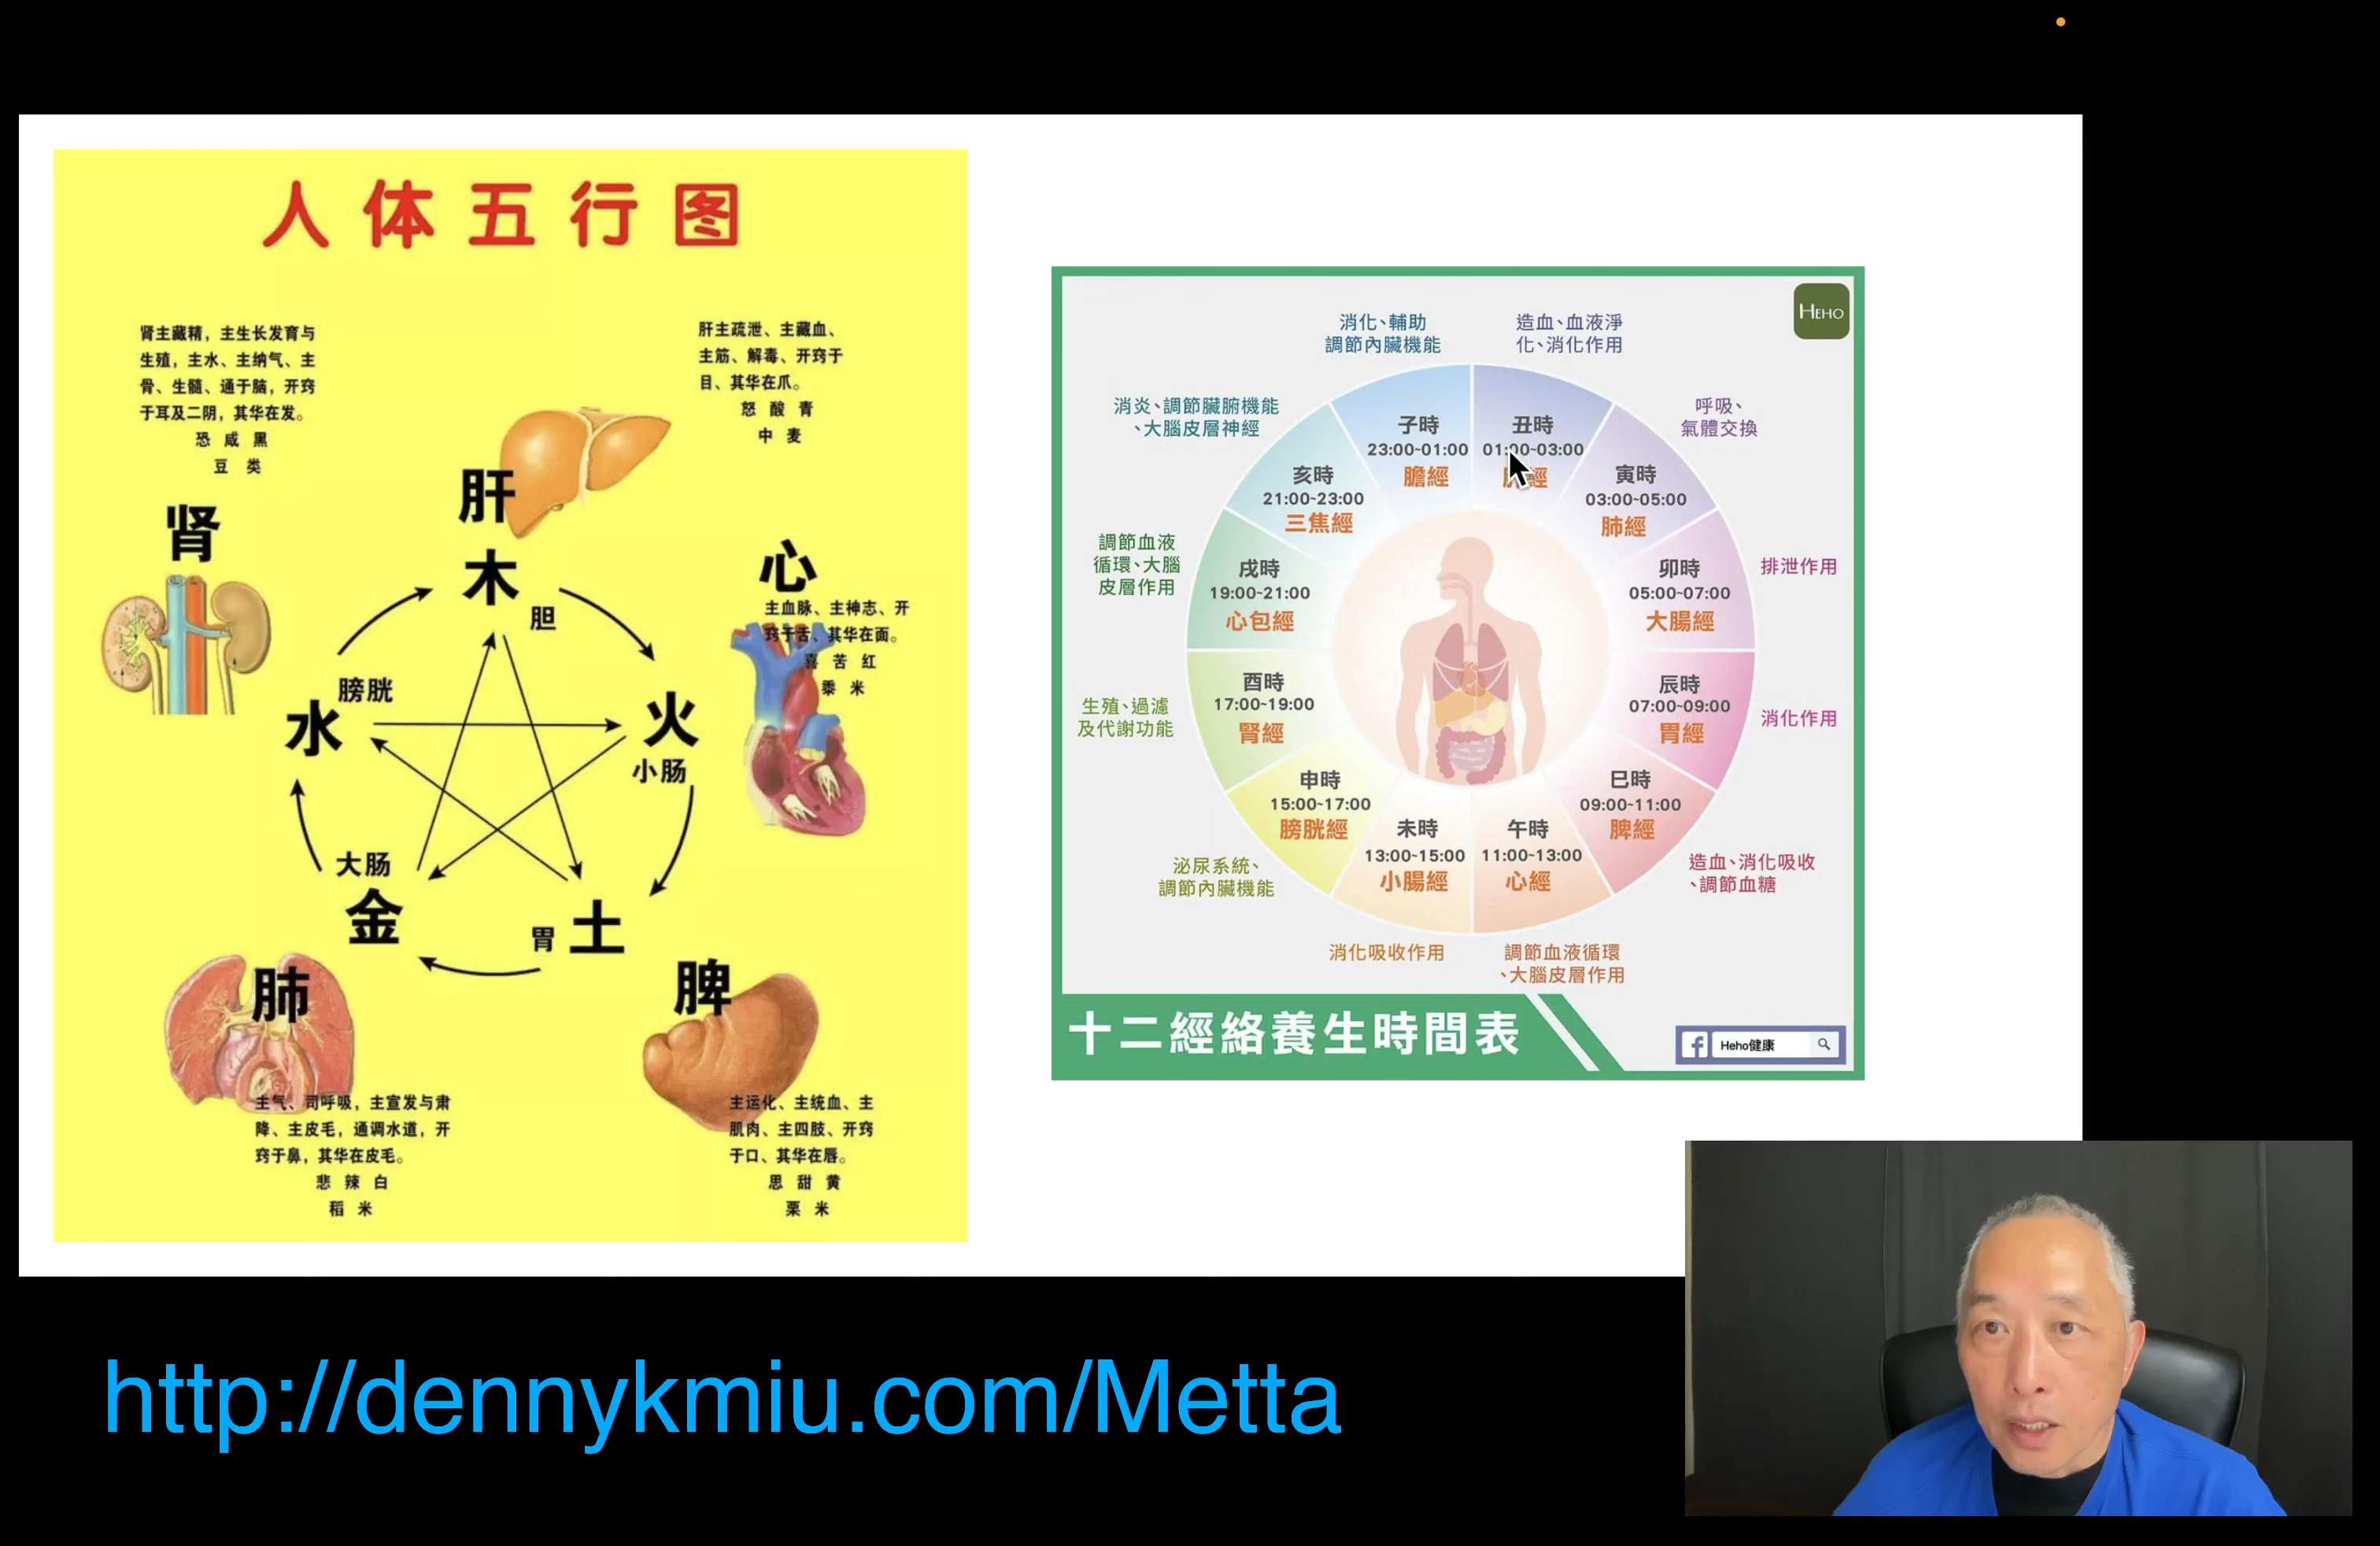 人体五行图
肾主藏精，主生长发育与
生殖，主水、主纳气、主
骨、生髓、通于脑，开窍
于耳及二阴，其华在发。
恐 咸 黑
豆 类
肝主疏泄、主藏血、
主筋、解毒、开窍于
目、其华在爪。
怒 酸 青
中 麦
肾
肝
木
胆
心
主血脉、主神志、开
窍于舌、其华在面。
喜 苦 红
黍 米
膀胱
水
火
小肠
大肠
金
胃
土
肺
主气、司呼吸，主宣发与肃
降、主皮毛，通调水道，开
窍于鼻，其华在皮毛。
悲 辣 白
稻 米
脾
主运化、主统血、主
肌肉、主四肢、开窍
于口、其华在唇。
思 甜 黄
栗 米
HEHO
消化、輔助
調節內臟機能
子時
23:00~01:00
膽經
造血、血液淨
化、消化作用
丑時
01:00~03:00
經
呼吸、
氣體交換
寅時
03:00~05:00
肺經
排泄作用
卯時
05:00~07:00
大腸經
消化作用
辰時
07:00~09:00
胃經
造血、消化吸收
、調節血糖
巳時
09:00~11:00
脾經
調節血液循環
、大腦皮層作用
午時
11:00~13:00
心經
消化吸收作用
未時
13:00~15:00
小腸經
泌尿系統、
調節內臟機能
申時
15:00~17:00
膀胱經
生殖、過濾
及代謝功能
酉時
17:00~19:00
腎經
調節血液
循環、大腦
皮層作用
戌時
19:00~21:00
心包經
消炎、調節臟腑機能
、大腦皮層神經
亥時
21:00~23:00
三焦經
十二經絡養生時間表
Heho健康
http://dennykmiu.com/Metta